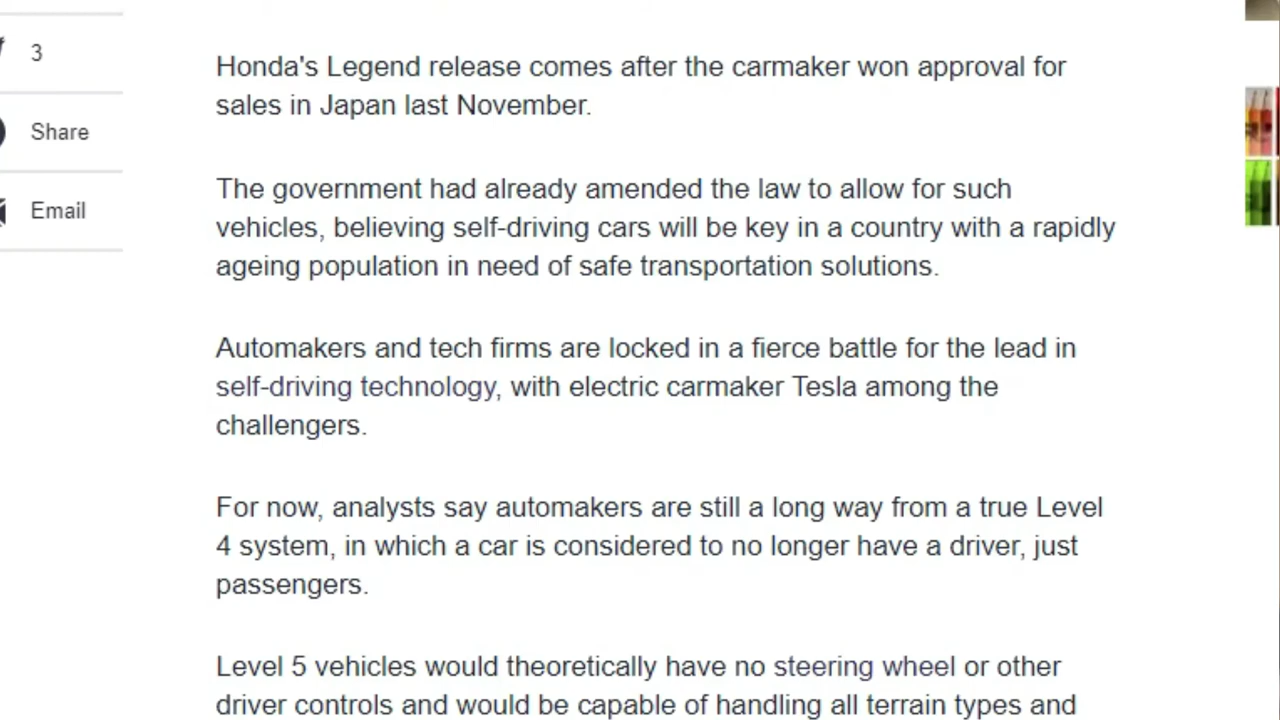 3
Share
Email
Honda's Legend release comes after the carmaker won approval for
sales in Japan last November.
The government had already amended the law to allow for such
vehicles, believing self-driving cars will be key in a country with a rapidly
ageing population in need of safe transportation solutions.
Automakers and tech firms are locked in a fierce battle for the lead in
self-driving technology, with electric carmaker Tesla among the
challengers.
For now, analysts say automakers are still a long way from a true Level
4 system, in which a car is considered to no longer have a driver, just
passengers.
Level 5 vehicles would theoretically have no steering wheel or other
driver controls and would be capable of handling all terrain types and